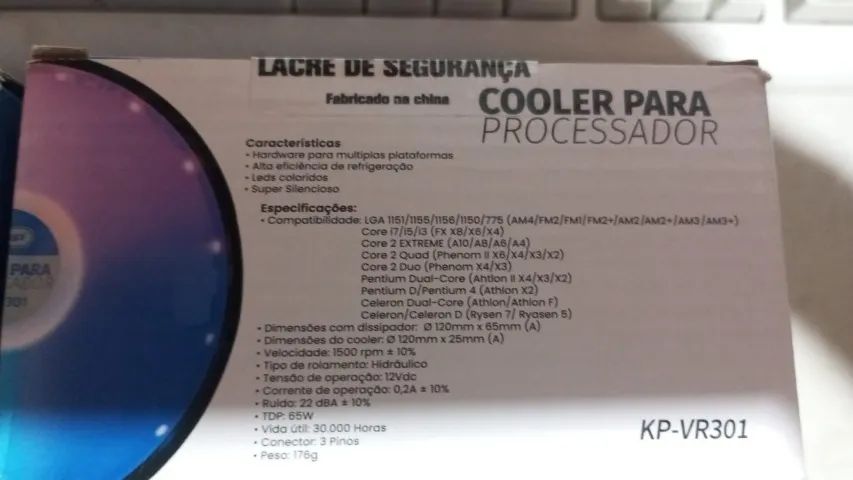 LACRE DE SEGURANÇA
Fabricado na china
COOLER PARA
PROCESSADOR
Características
• Hardware para multiplas plataformas
• Alta eficiência de refrigeração
• Leds coloridos
• Super Silencioso
Especificações:
• Compatibilidade: LGA 1151/1155/1156/1150/775 (AM4/FM2/FM1/FM2+/AM2/AM2+/AM3/AM3+)
Core i7/i5/i3 (FX X8/X6/X4)
Core 2 EXTREME (A10/A8/A6/A4)
Core 2 Quad (Phenom II X6/X4/X3/X2)
Core 2 Duo (Phenom X4/X3)
Pentium Dual-Core (Ahtlon II X4/X3/X2)
Pentium D/Pentium 4 (Athlon X2)
Celeron Dual-Core (Athlon/Athlon F)
Celeron/Celeron D (Rysen 7/ Ryasen 5)
• Dimensões com dissipador: Ø 120mm x 65mm (A)
• Dimensões do cooler: Ø 120mm x 25mm (A)
• Velocidade: 1500 rpm ± 10%
• Tipo de rolamento: Hidráulico
• Tensão de operação: 12Vdc
• Corrente de operação: 0,2A ± 10%
• Ruído: 22 dBA ± 10%
• TDP: 65W
• Vida útil: 30.000 Horas
• Conector: 3 Pinos
• Peso: 176g
KP-VR301
PARA
SADOR
301